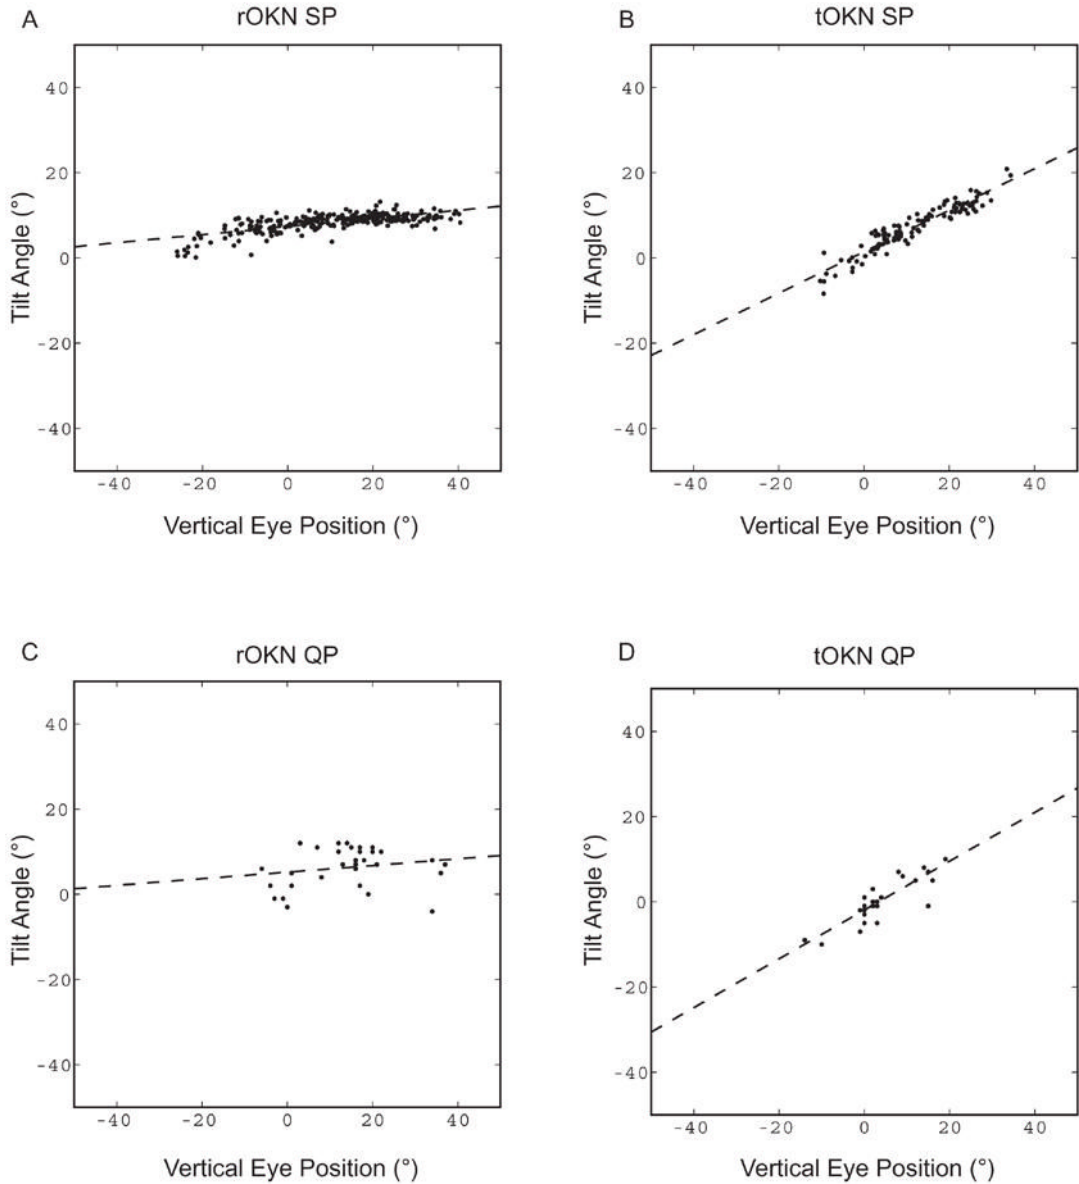 A
rOKN SP
40
20
0
-20
-40
Tilt Angle (°)
-40 -20 0 20 40
Vertical Eye Position (°)
B
tOKN SP
40
20
0
-20
-40
Tilt Angle (°)
-40 -20 0 20 40
Vertical Eye Position (°)
C
rOKN QP
40
20
0
-20
-40
Tilt Angle (°)
-40 -20 0 20 40
Vertical Eye Position (°)
D
tOKN QP
40
20
0
-20
-40
Tilt Angle (°)
-40 -20 0 20 40
Vertical Eye Position (°)